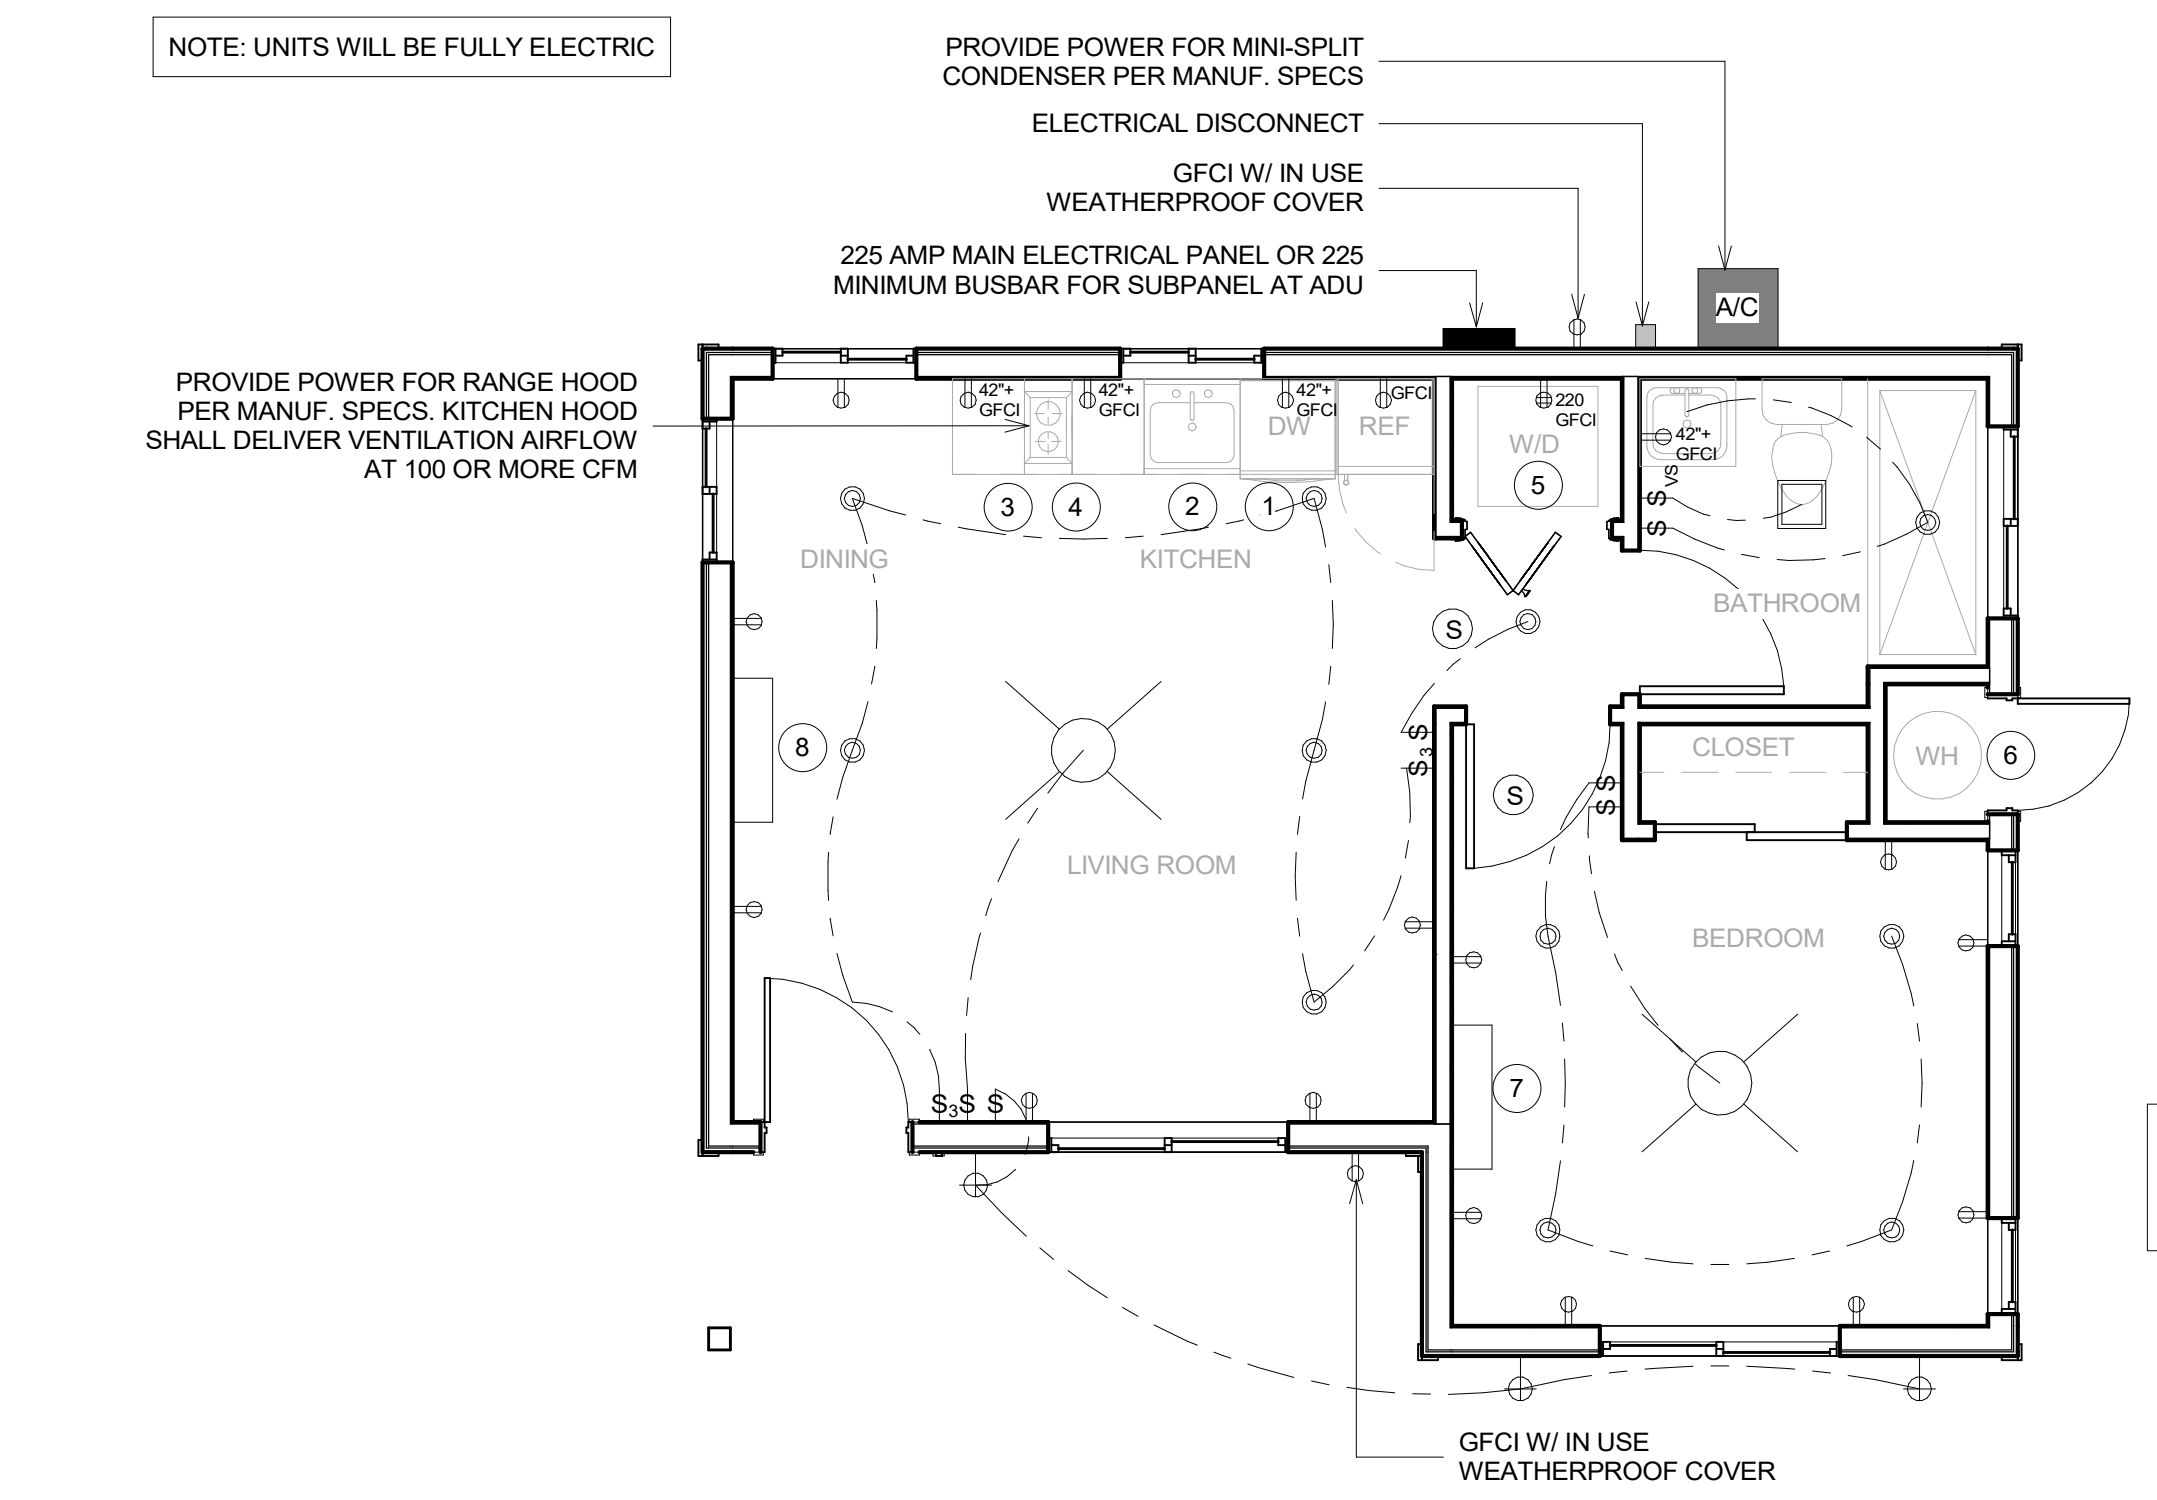 NOTE: UNITS WILL BE FULLY ELECTRIC
PROVIDE POWER FOR MINI-SPLIT
CONDENSER PER MANUF. SPECS
ELECTRICAL DISCONNECT
GFCI W/ IN USE
WEATHERPROOF COVER
225 AMP MAIN ELECTRICAL PANEL OR 225
MINIMUM BUSBAR FOR SUBPANEL AT ADU
A/C
PROVIDE POWER FOR RANGE HOOD
PER MANUF. SPECS. KITCHEN HOOD
SHALL DELIVER VENTILATION AIRFLOW
AT 100 OR MORE CFM
42"+
GFCI
42"+
GFCI
42"+
GFCI
GFCI
220
GFCI
DW
REF
W/D
42"+
GFCI
VS
3
4
2
1
5
S
S
DINING
KITCHEN
BATHROOM
S
8
S
S3
CLOSET
WH
6
S
S
S
LIVING ROOM
BEDROOM
7
S3S S
GFCI W/ IN USE
WEATHERPROOF COVER